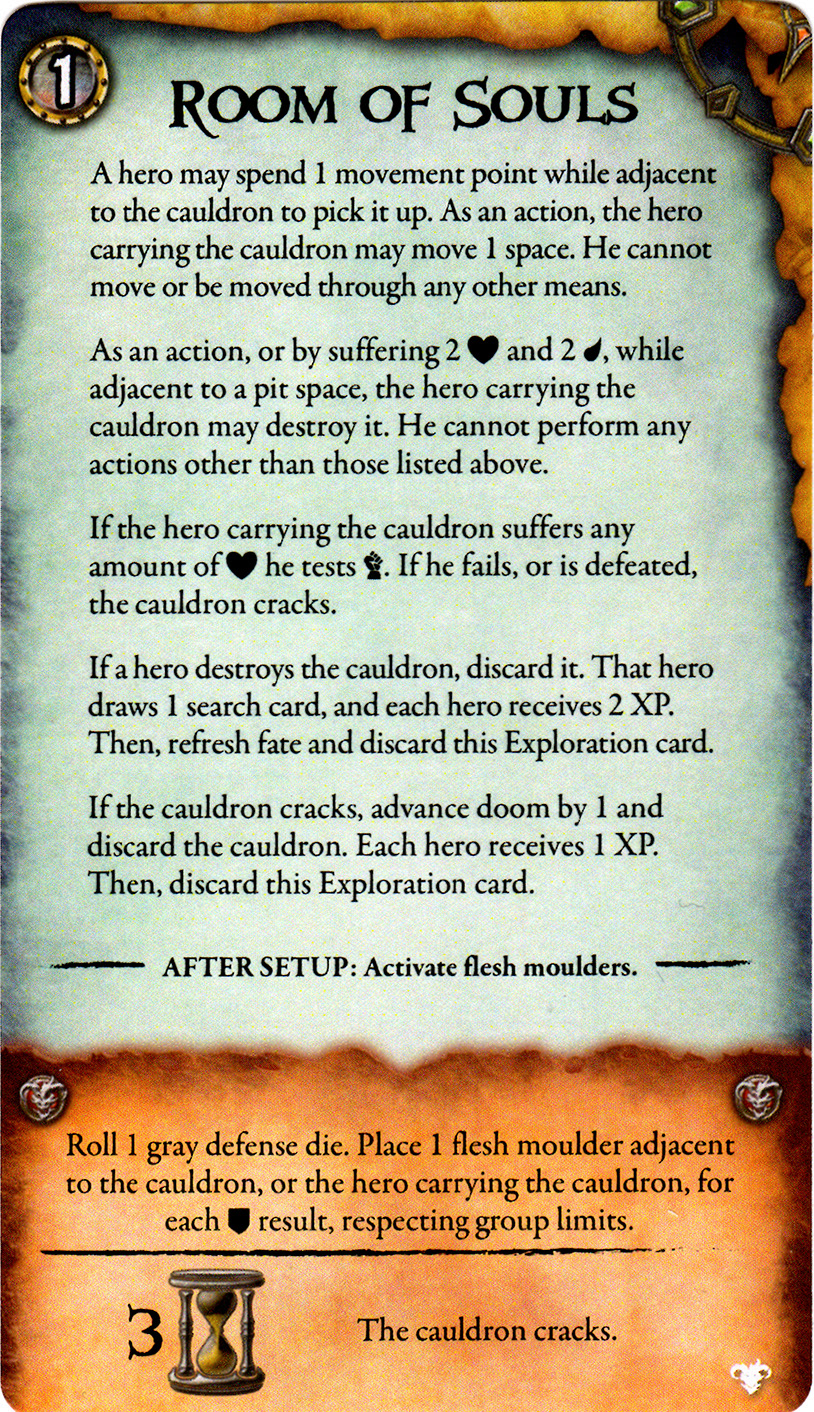 1
ROOM OF SOULS
A hero may spend 1 movement point while adjacent
to the cauldron to pick it up. As an action, the hero
carrying the cauldron may move 1 space. He cannot
move or be moved through any other means.
As an action, or by suffering 2 and 2 , while
adjacent to a pit space, the hero carrying the
cauldron may destroy it. He cannot perform any
actions other than those listed above.
If the hero carrying the cauldron suffers any
amount of he tests . If he fails, or is defeated,
the cauldron cracks.
If a hero destroys the cauldron, discard it. That hero
draws 1 search card, and each hero receives 2 XP.
Then, refresh fate and discard this Exploration card.
If the cauldron cracks, advance doom by 1 and
discard the cauldron. Each hero receives 1 XP.
Then, discard this Exploration card.
AFTER SETUP: Activate flesh moulders.
Roll 1 gray defense die. Place 1 flesh moulder adjacent
to the cauldron, or the hero carrying the cauldron, for
each result, respecting group limits.
3
The cauldron cracks.